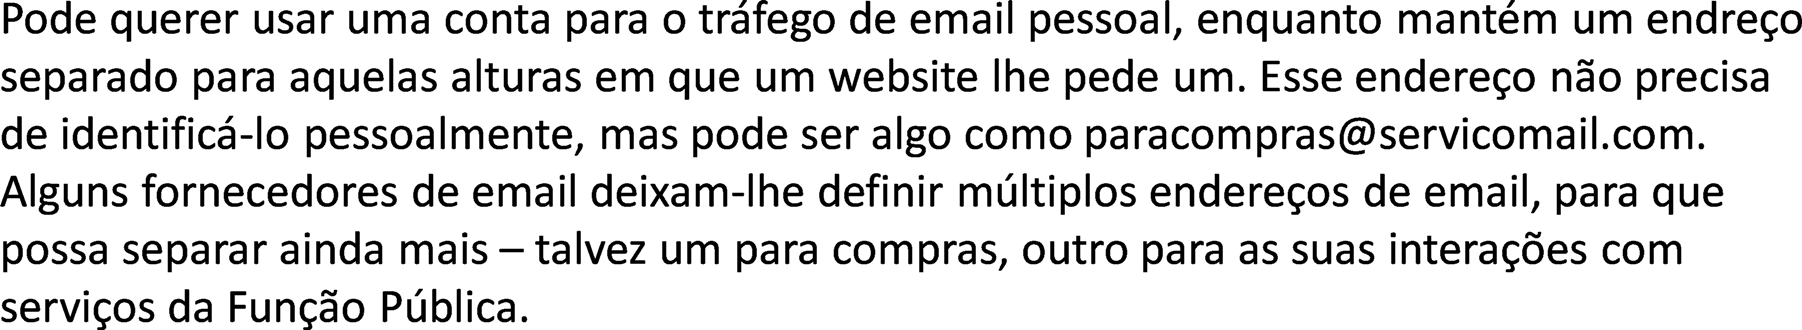 Pode querer usar uma conta para o tráfego de email pessoal, enquanto mantém um endreço
separado para aquelas alturas em que um website lhe pede um. Esse endereço não precisa
de identificá-lo pessoalmente, mas pode ser algo como paracompras@servicomail.com.
Alguns fornecedores de email deixam-lhe definir múltiplos endereços de email, para que
possa separar ainda mais – talvez um para compras, outro para as suas interações com
serviços da Função Pública.